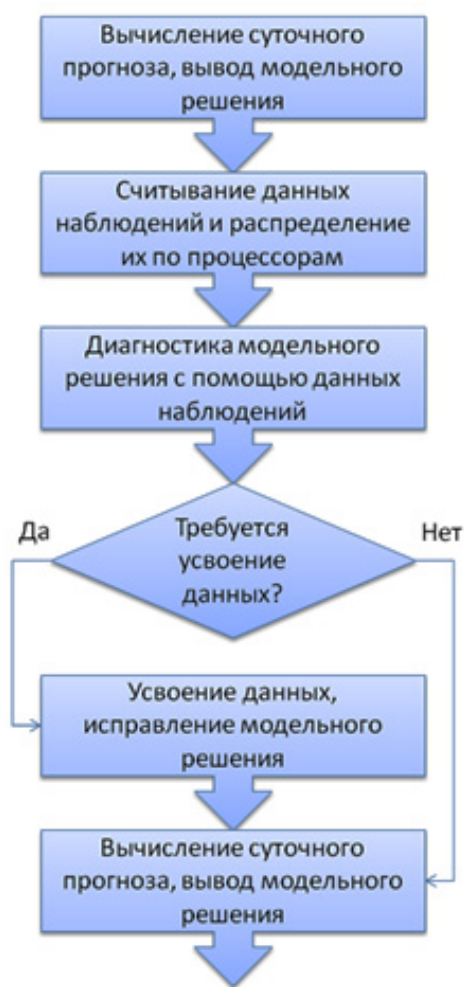 Вычисление суточного
прогноза, вывод модельного
решения
Считывание данных
наблюдений и распределение
их по процессорам
Диагностика модельного
решения с помощью данных
наблюдений
Да
Требуется
усвоение
данных?
Нет
Усвоение данных,
исправление модельного
решения
Вычисление суточного
прогноза, вывод модельного
решения